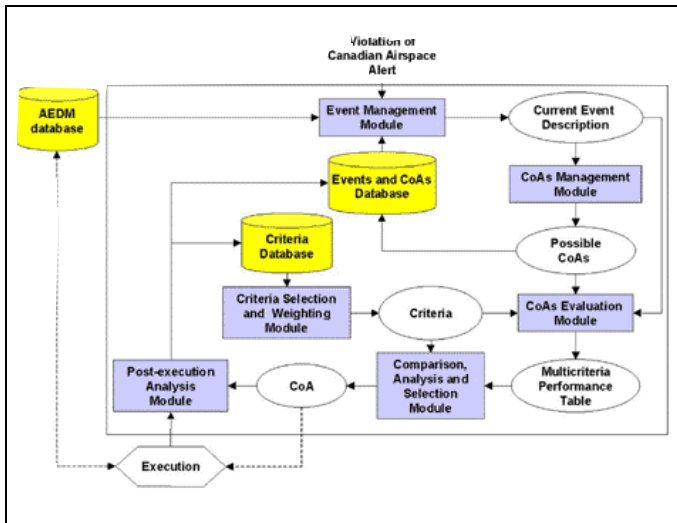 Violation of
Canadian Airspace
Alert
AEDM
database
Event Management
Module
Current Event
Description
Events and CoAs
Database
CoAs Management
Module
Criteria
Database
Possible
CoAs
Criteria Selection
and Weighting
Module
Criteria
CoAs Evaluation
Module
Post-execution
Analysis
Module
CoA
Comparison,
Analysis and
Selection
Module
Multicriteria
Performance
Table
Execution